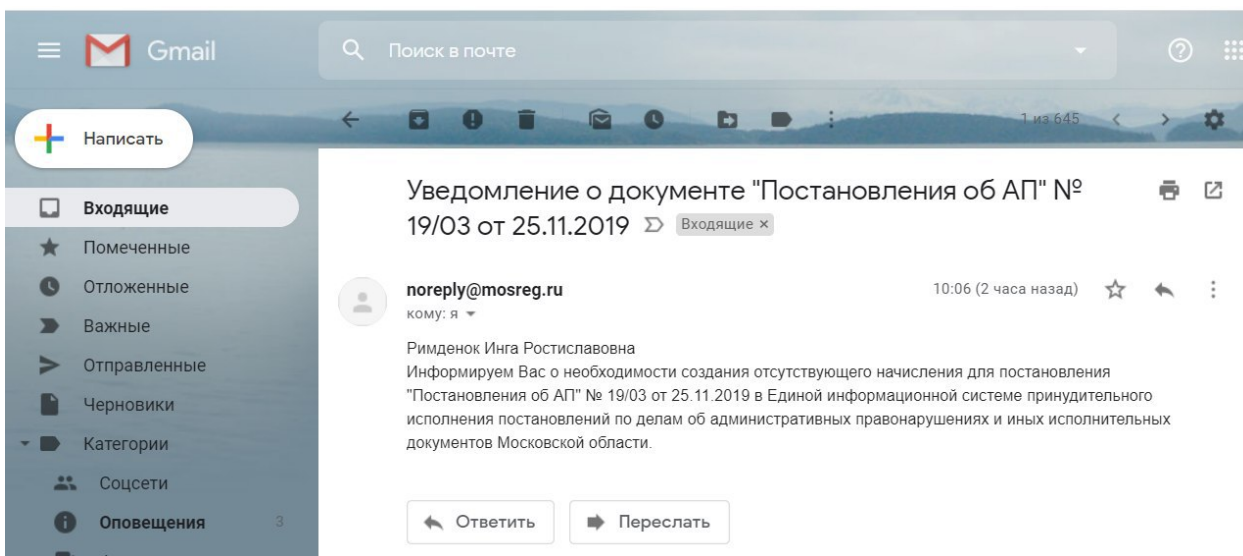 Gmail
Поиск в почте
Написать
1 из 645
Входящие
Помеченные
Отложенные
Важные
Отправленные
Черновики
Категории
Соцсети
Оповещения 3
Уведомление о документе "Постановления об АП" №
19/03 от 25.11.2019 Входящие ×
noreply@mosreg.ru 10:06 (2 часа назад)
кому: я
Римденок Инга Ростиславовна
Информируем Вас о необходимости создания отсутствующего начисления для постановления
"Постановления об АП" № 19/03 от 25.11.2019 в Единой информационной системе принудительного
исполнения постановлений по делам об административных правонарушениях и иных исполнительных
документов Московской области.
Ответить Переслать